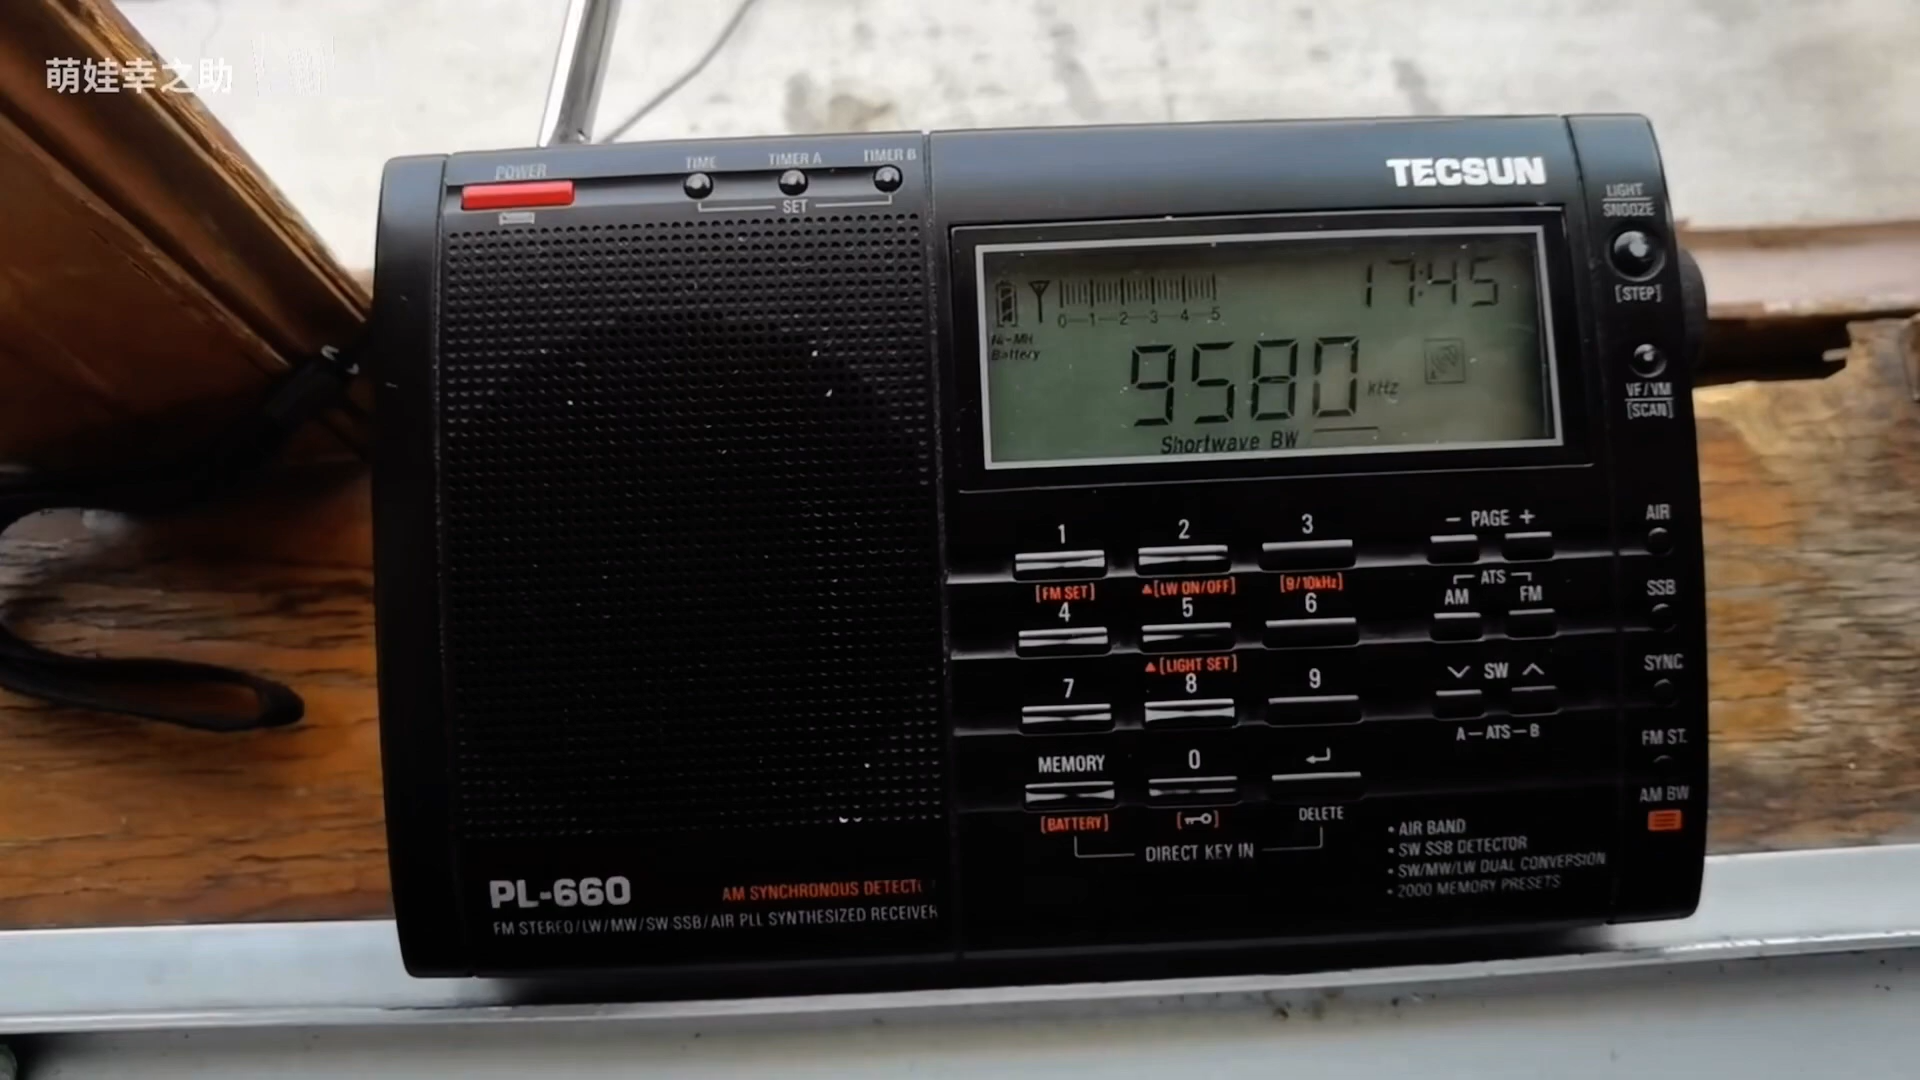 萌娃幸之助
POWER
TIME
TIMER A
TIMER B
SET
TECSUN
LIGHT
SNOOZE
[STEP]
17:45
0—1—2—3—4—5
Ni-MH
Battery
9580 kHz
Shortwave BW
VF/VM
[SCAN]
1 2 3
[FM SET] [LW ON/OFF] [9/10kHz]
4 5 6
[LIGHT SET]
7 8 9
MEMORY 0
[BATTERY]
DELETE
DIRECT KEY IN
− PAGE +
ATS
AM FM
SW
A—ATS—B
AIR
SSB
SYNC
FM ST.
AM BW
• AIR BAND
• SW SSB DETECTOR
• SW/MW/LW DUAL CONVERSION
• 2000 MEMORY PRESETS
PL-660
AM SYNCHRONOUS DETECT
FM STEREO/LW/MW/SW-SSB/AIR PLL SYNTHESIZED RECEIVER